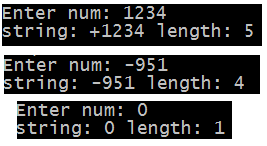 Enter num: 1234
string: +1234 length: 5
Enter num: -951
string: -951 length: 4
Enter num: 0
string: 0 length: 1